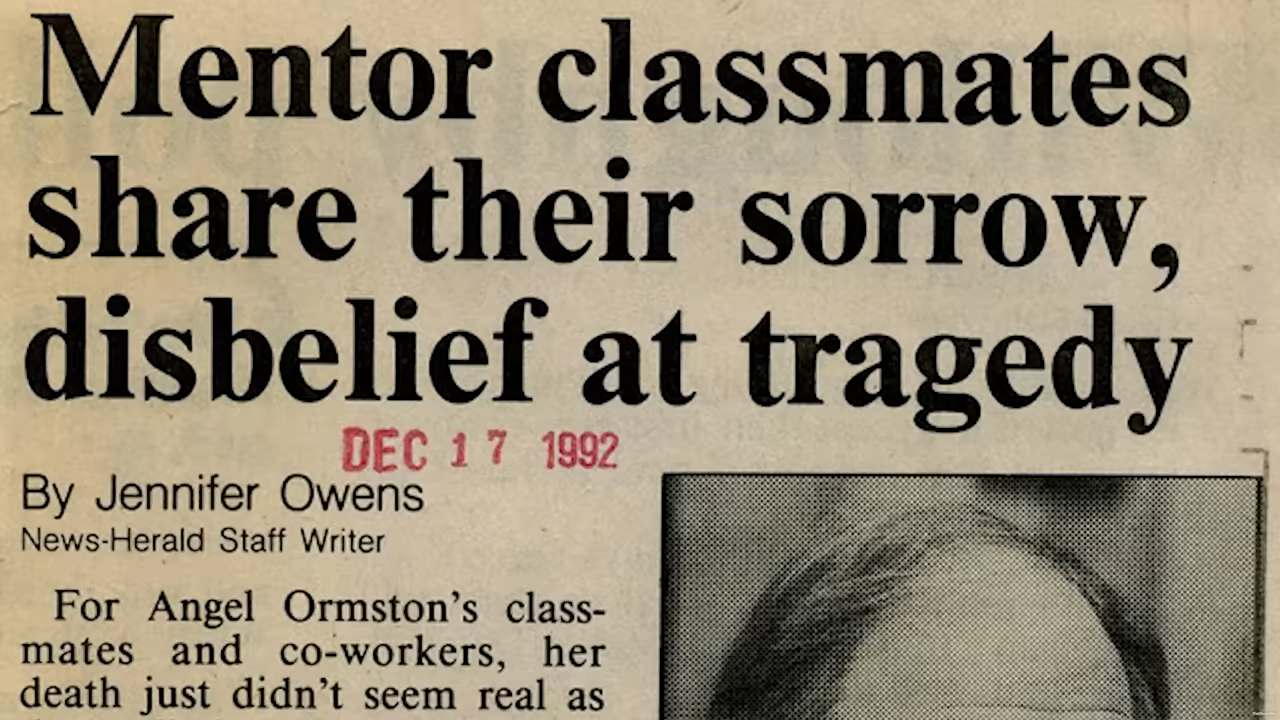 Mentor classmates
share their sorrow,
disbelief at tragedy
DEC 17 1992
By Jennifer Owens
News-Herald Staff Writer
For Angel Ormston's class-
mates and co-workers, her
death just didn't seem real as